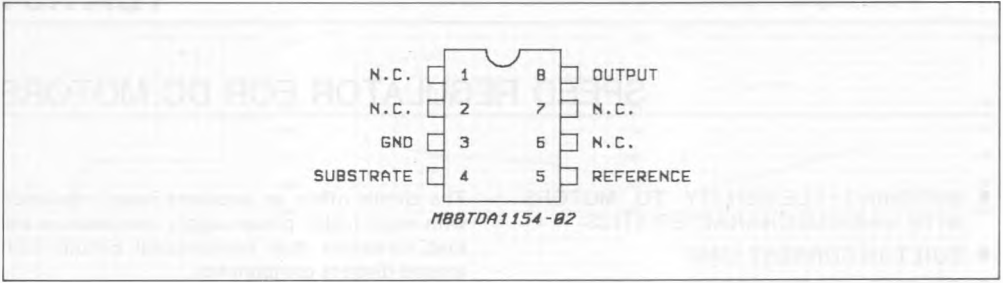 N.C. 1 8 OUTPUT
N.C. 2 7 N.C.
GND 3 6 N.C.
SUBSTRATE 4 5 REFERENCE
M88TDA1154-02